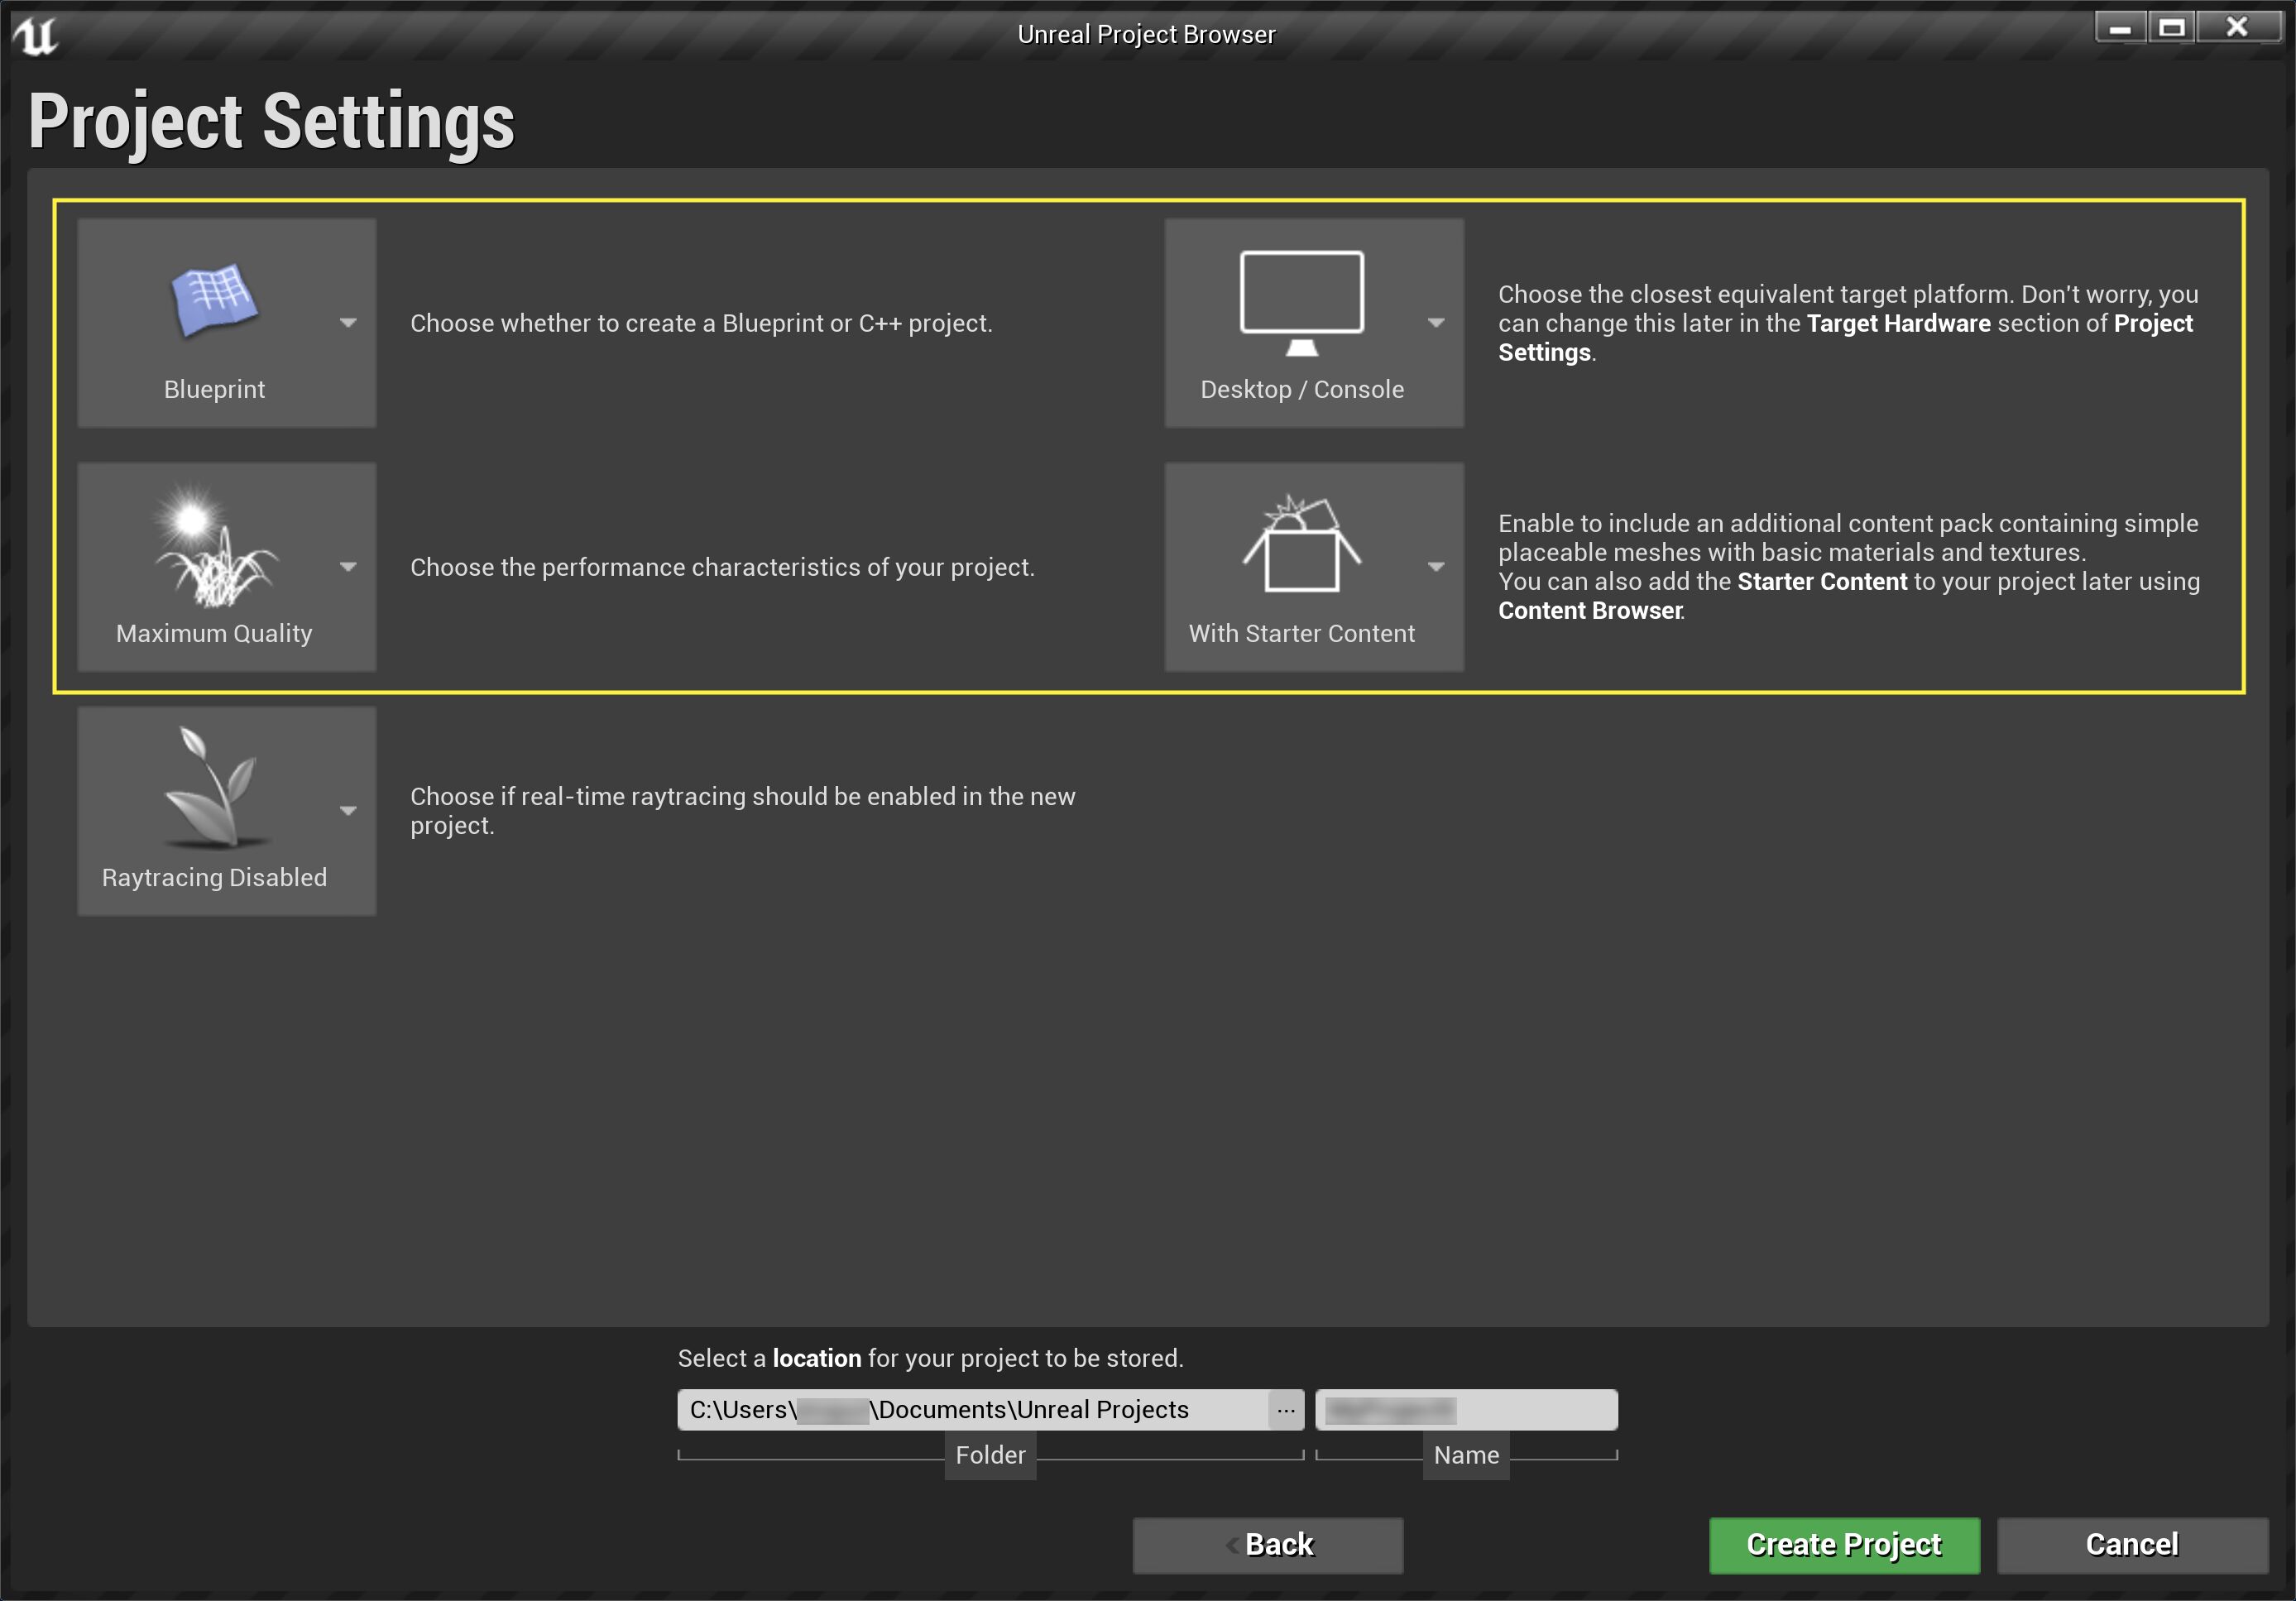 Unreal Project Browser
Project Settings
Blueprint
Choose whether to create a Blueprint or C++ project.
Desktop / Console
Choose the closest equivalent target platform. Don't worry, you
can change this later in the Target Hardware section of Project
Settings.
Maximum Quality
Choose the performance characteristics of your project.
With Starter Content
Enable to include an additional content pack containing simple
placeable meshes with basic materials and textures.
You can also add the Starter Content to your project later using
Content Browser.
Raytracing Disabled
Choose if real-time raytracing should be enabled in the new
project.
Select a location for your project to be stored.
C:\Users\ \Documents\Unreal Projects
...
Folder
Name
< Back
Create Project
Cancel